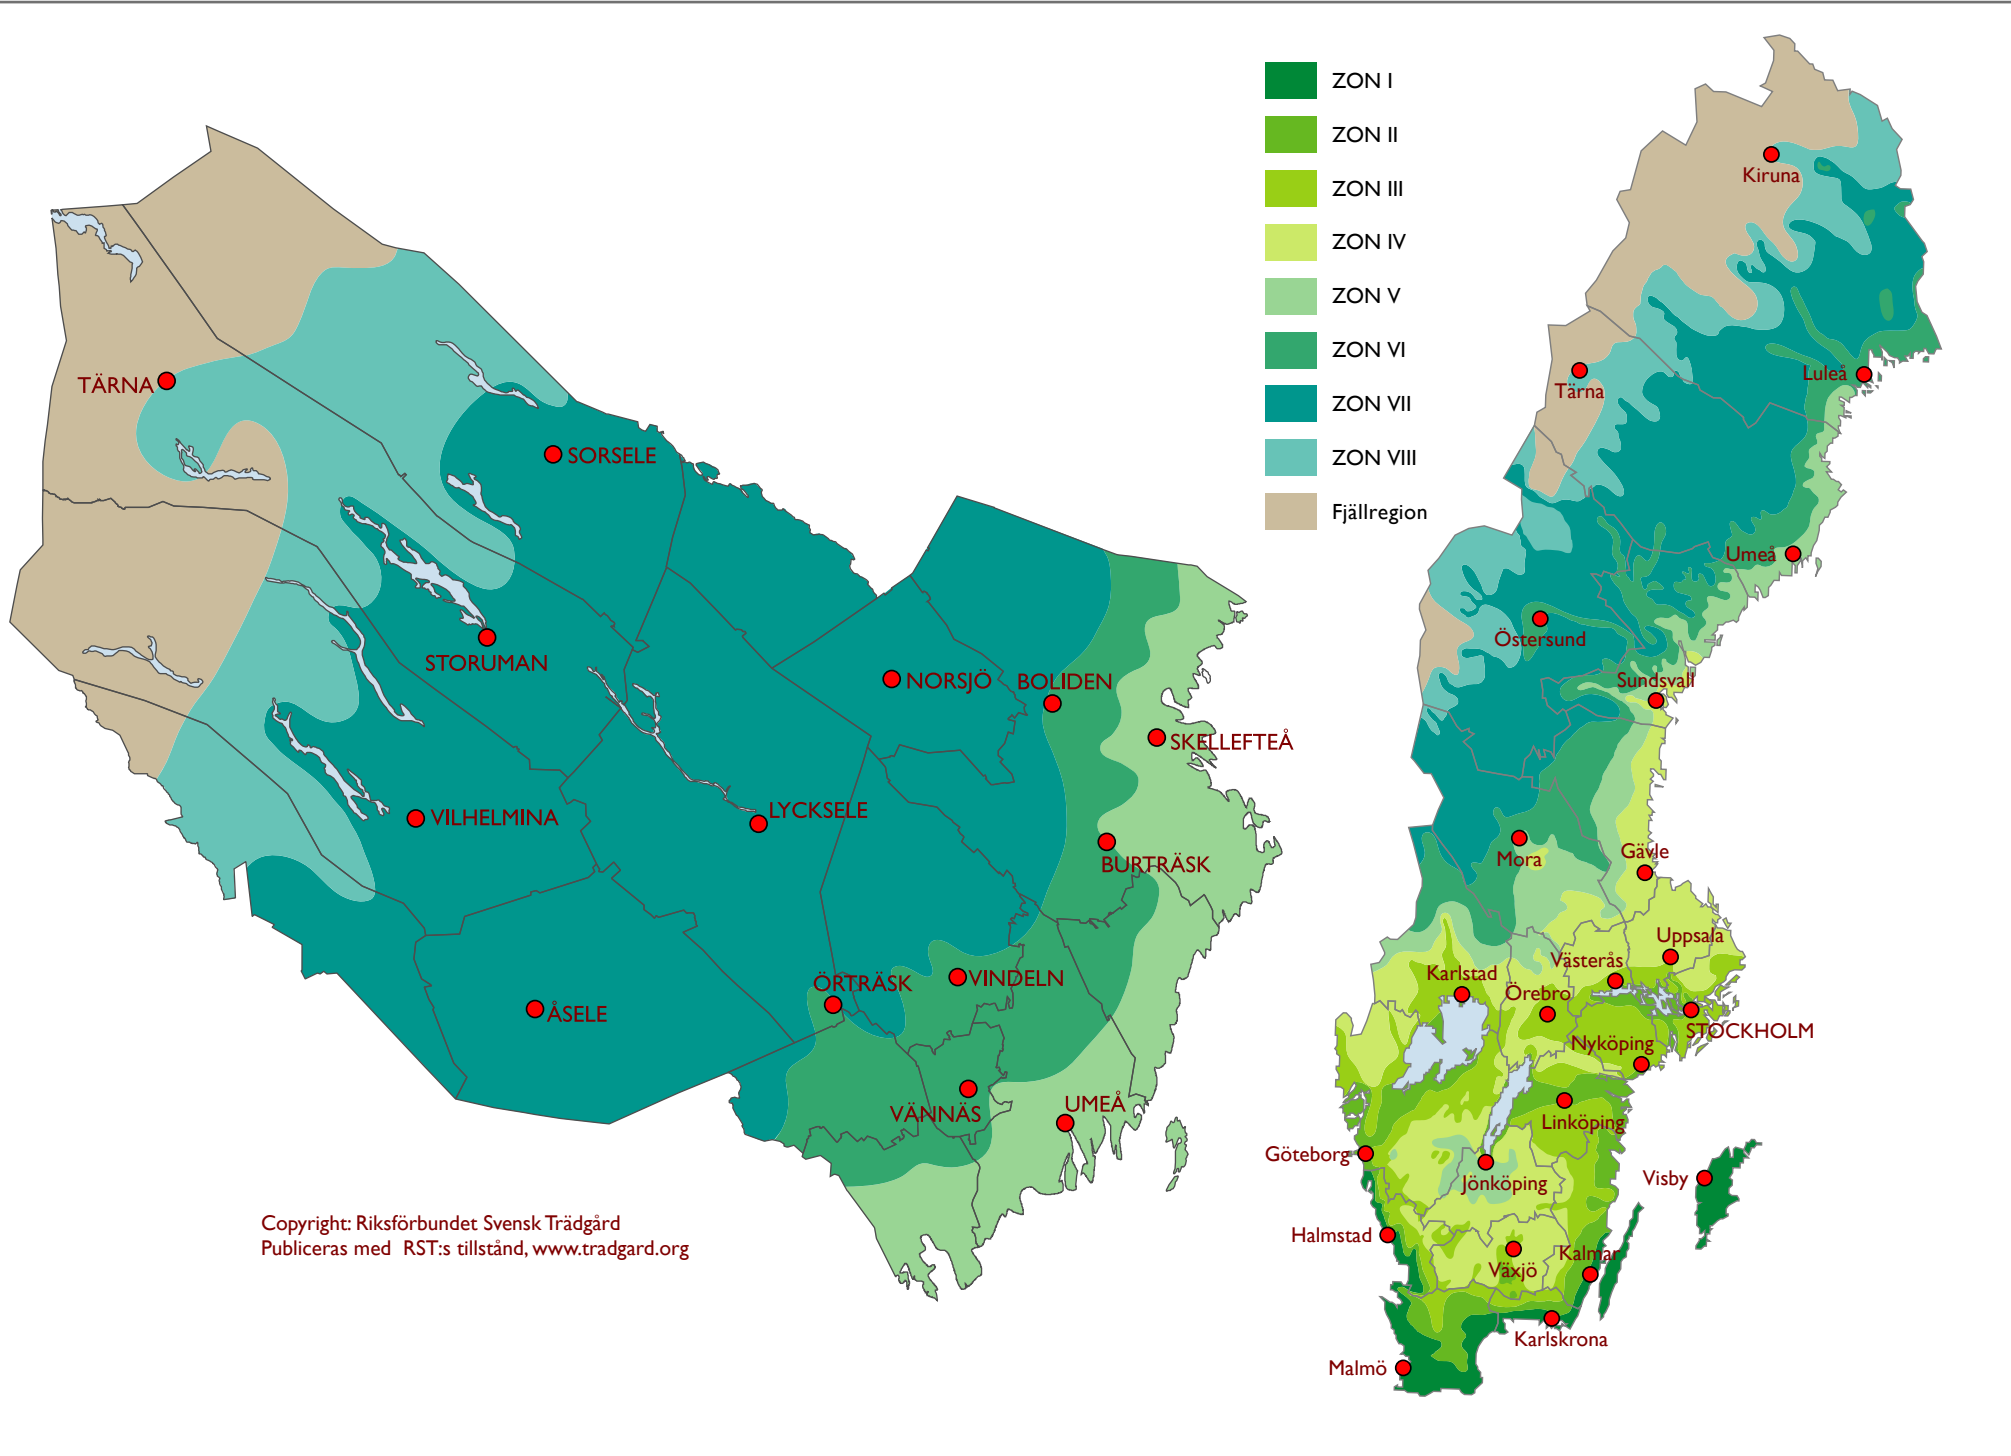 TÄRNA
SORSELE
STORUMAN
NORSJÖ
BOLIDEN
SKELLEFTEÅ
VILHELMINA
LYCKSELE
BURTRÄSK
ÖRTRÄSK
VINDELN
ÅSELE
VÄNNÄS
UMEÅ
Copyright: Riksförbundet Svensk Trädgård
Publiceras med RST:s tillstånd, www.tradgard.org
ZON I
ZON II
ZON III
ZON IV
ZON V
ZON VI
ZON VII
ZON VIII
Fjällregion
Kiruna
Luleå
Tärna
Umeå
Östersund
Sundsvall
Mora
Gävle
Uppsala
Västerås
Karlstad
Örebro
STOCKHOLM
Nyköping
Linköping
Göteborg
Jönköping
Visby
Halmstad
Kalmar
Växjö
Karlskrona
Malmö